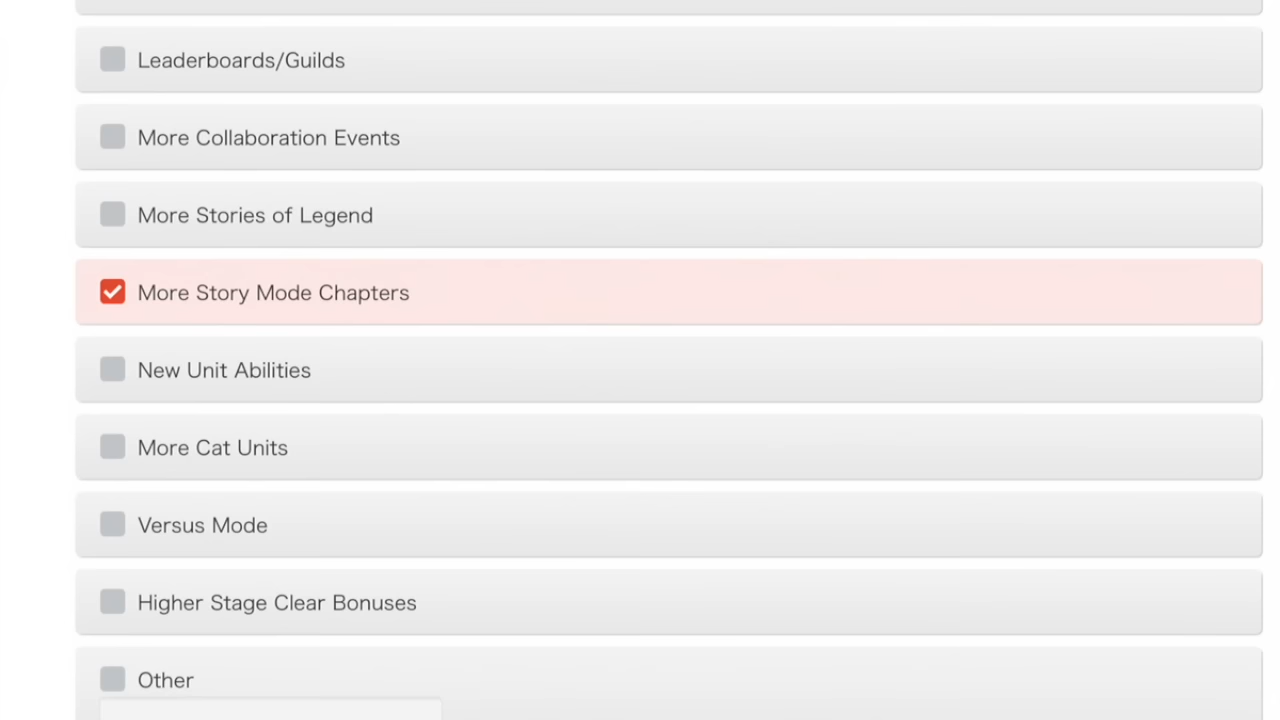 Leaderboards/Guilds
More Collaboration Events
More Stories of Legend
More Story Mode Chapters
New Unit Abilities
More Cat Units
Versus Mode
Higher Stage Clear Bonuses
Other